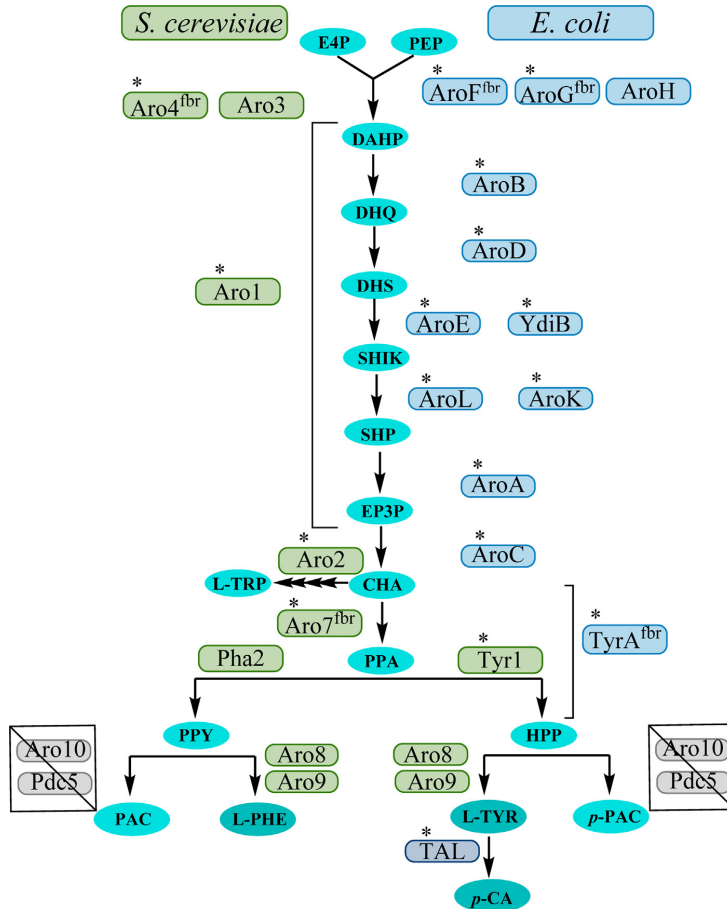 S. cerevisiae
E. coli
E4P
PEP
*
Aro4fbr
Aro3
*
AroFfbr
*
AroGfbr
AroH
DAHP
*
AroB
DHQ
*
AroD
*
Aro1
DHS
*
AroE
*
YdiB
SHIK
*
AroL
*
AroK
SHP
*
AroA
EP3P
*
Aro2
*
AroC
L-TRP
CHA
*
Aro7fbr
*
TyrAfbr
Pha2
PPA
*
Tyr1
PPY
HPP
Aro10
Pdc5
Aro8
Aro9
Aro8
Aro9
Aro10
Pdc5
PAC
L-PHE
L-TYR
p-PAC
*
TAL
p-CA